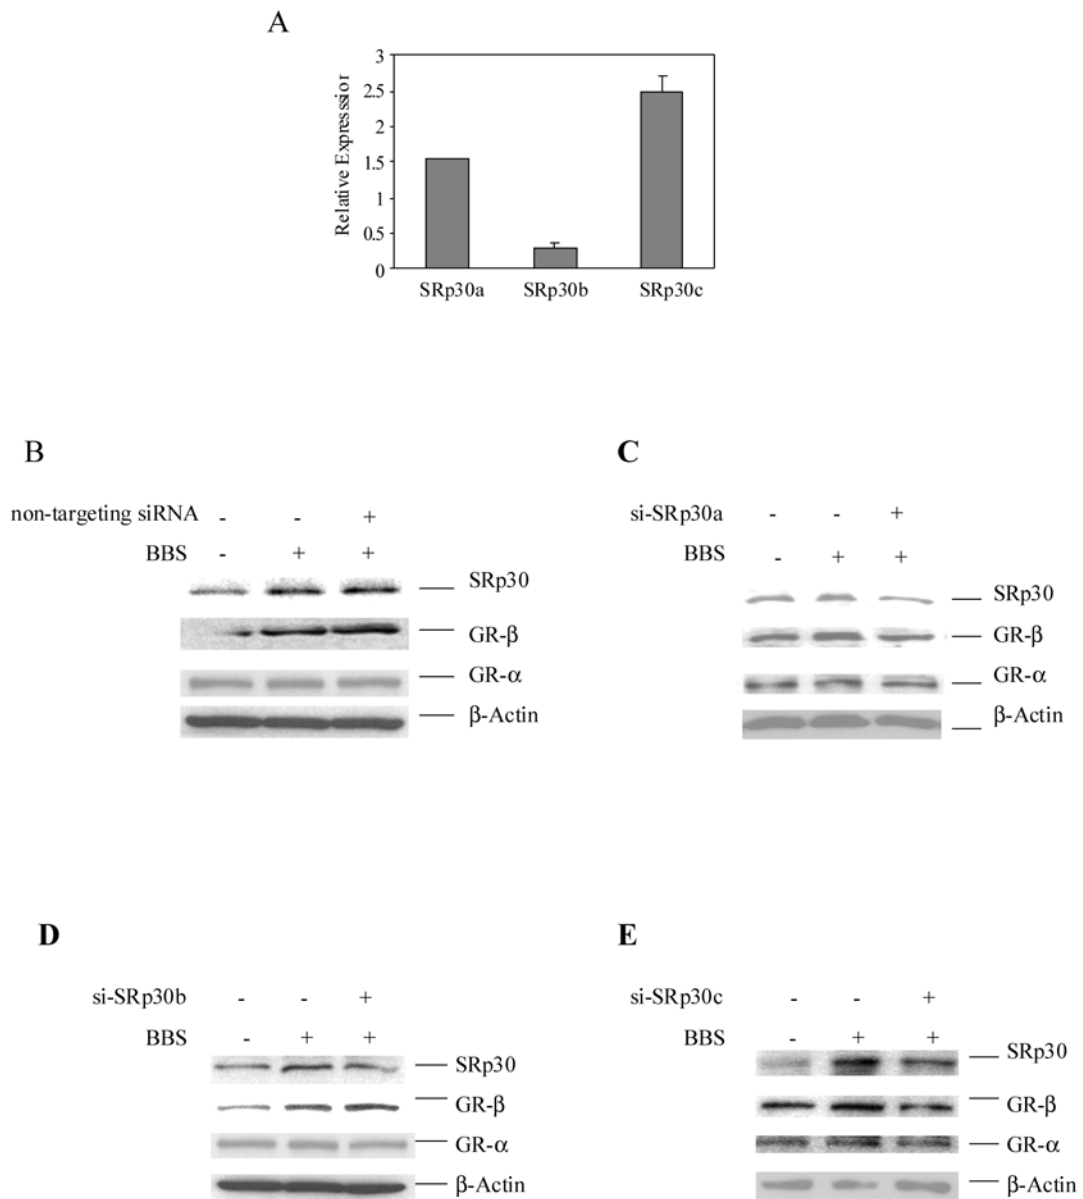 A
3
2.5
2
1.5
1
0.5
0
Relative Expressior
SRp30a SRp30b SRp30c
B
non-targeting siRNA - - +
BBS - + +
SRp30
GR-β
GR-α
β-Actin
C
si-SRp30a - - +
BBS - + +
SRp30
GR-β
GR-α
β-Actin
D
si-SRp30b - - +
BBS - + +
SRp30
GR-β
GR-α
β-Actin
E
si-SRp30c - - +
BBS - + +
SRp30
GR-β
GR-α
β-Actin